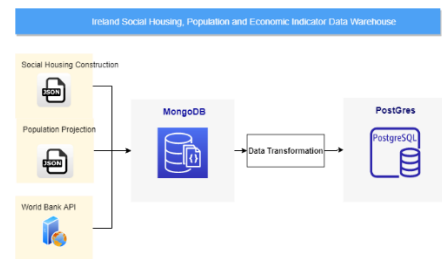 Ireland Social Housing, Population and Economic Indicator Data Warehouse
Social Housing Construction
JSON
Population Projection
JSON
World Bank API
MongoDB
Data Transformation
PostGres
PostgreSQL